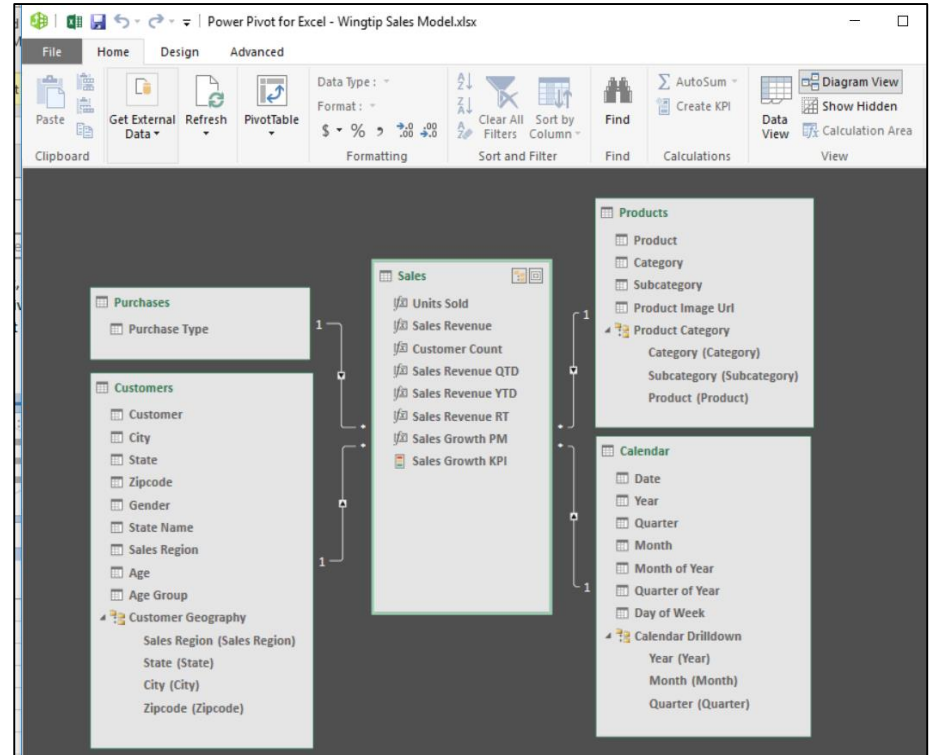 Power Pivot for Excel - Wingtip Sales Model.xlsx
File Home Design Advanced
Paste
Get External Data
Refresh
PivotTable
Data Type :
Format :
$ % , .0 .00 .00 .0
Clear All Filters
Sort by Column
Find
AutoSum
Create KPI
Data View
Diagram View
Show Hidden
Calculation Area
Clipboard Formatting Sort and Filter Find Calculations View
Purchases
Purchase Type
1
Customers
Customer
City
State
Zipcode
Gender
State Name
Sales Region
Age
Age Group
Customer Geography
Sales Region (Sales Region)
State (State)
City (City)
Zipcode (Zipcode)
1
Sales
Units Sold
Sales Revenue
Customer Count
Sales Revenue QTD
Sales Revenue YTD
Sales Revenue RT
Sales Growth PM
Sales Growth KPI
Products
Product
Category
Subcategory
Product Image Url
Product Category
Category (Category)
Subcategory (Subcategory)
Product (Product)
1
Calendar
Date
Year
Quarter
Month
Month of Year
Quarter of Year
Day of Week
Calendar Drilldown
Year (Year)
Month (Month)
Quarter (Quarter)
1